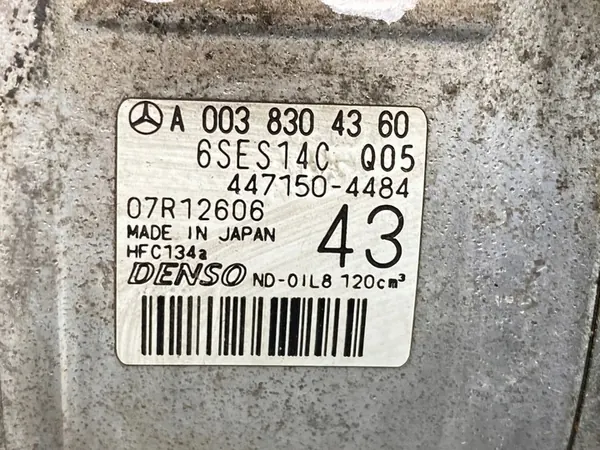 A 003 830 43 60
6SES14C Q05
447150-4484
07R12606
43
MADE IN JAPAN
HFC134a
DENSO ND-OIL8 120cm³